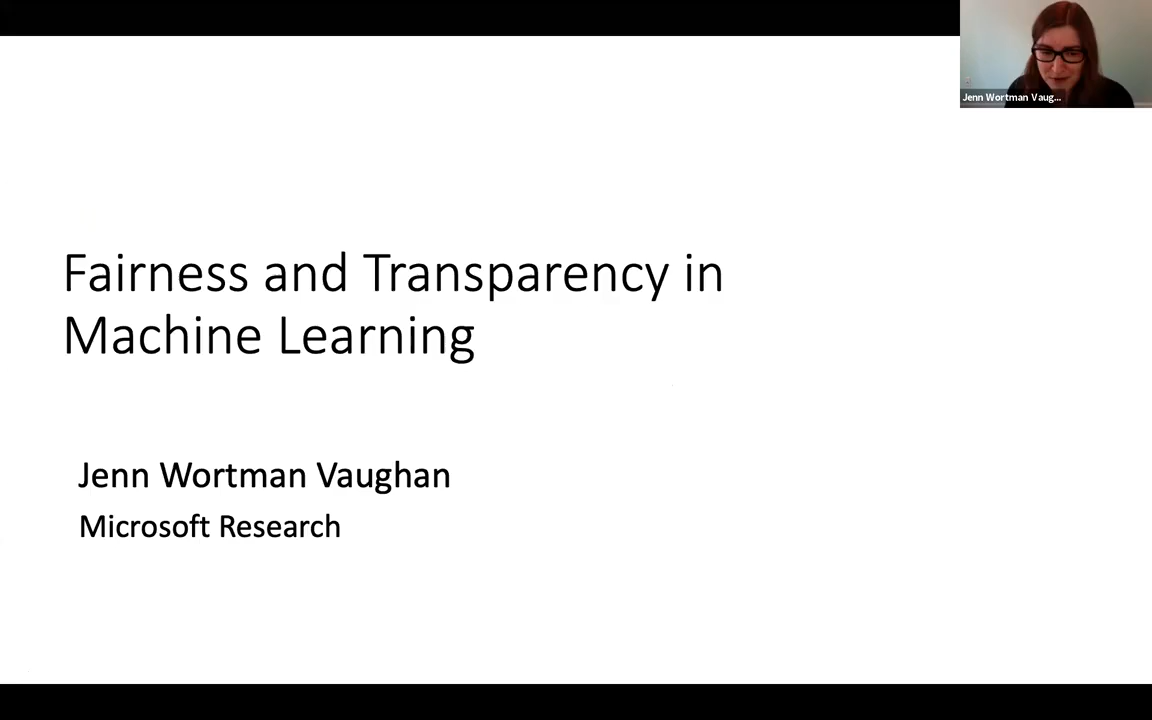 Jenn Wortman Vaug...
Fairness and Transparency in
Machine Learning
Jenn Wortman Vaughan
Microsoft Research